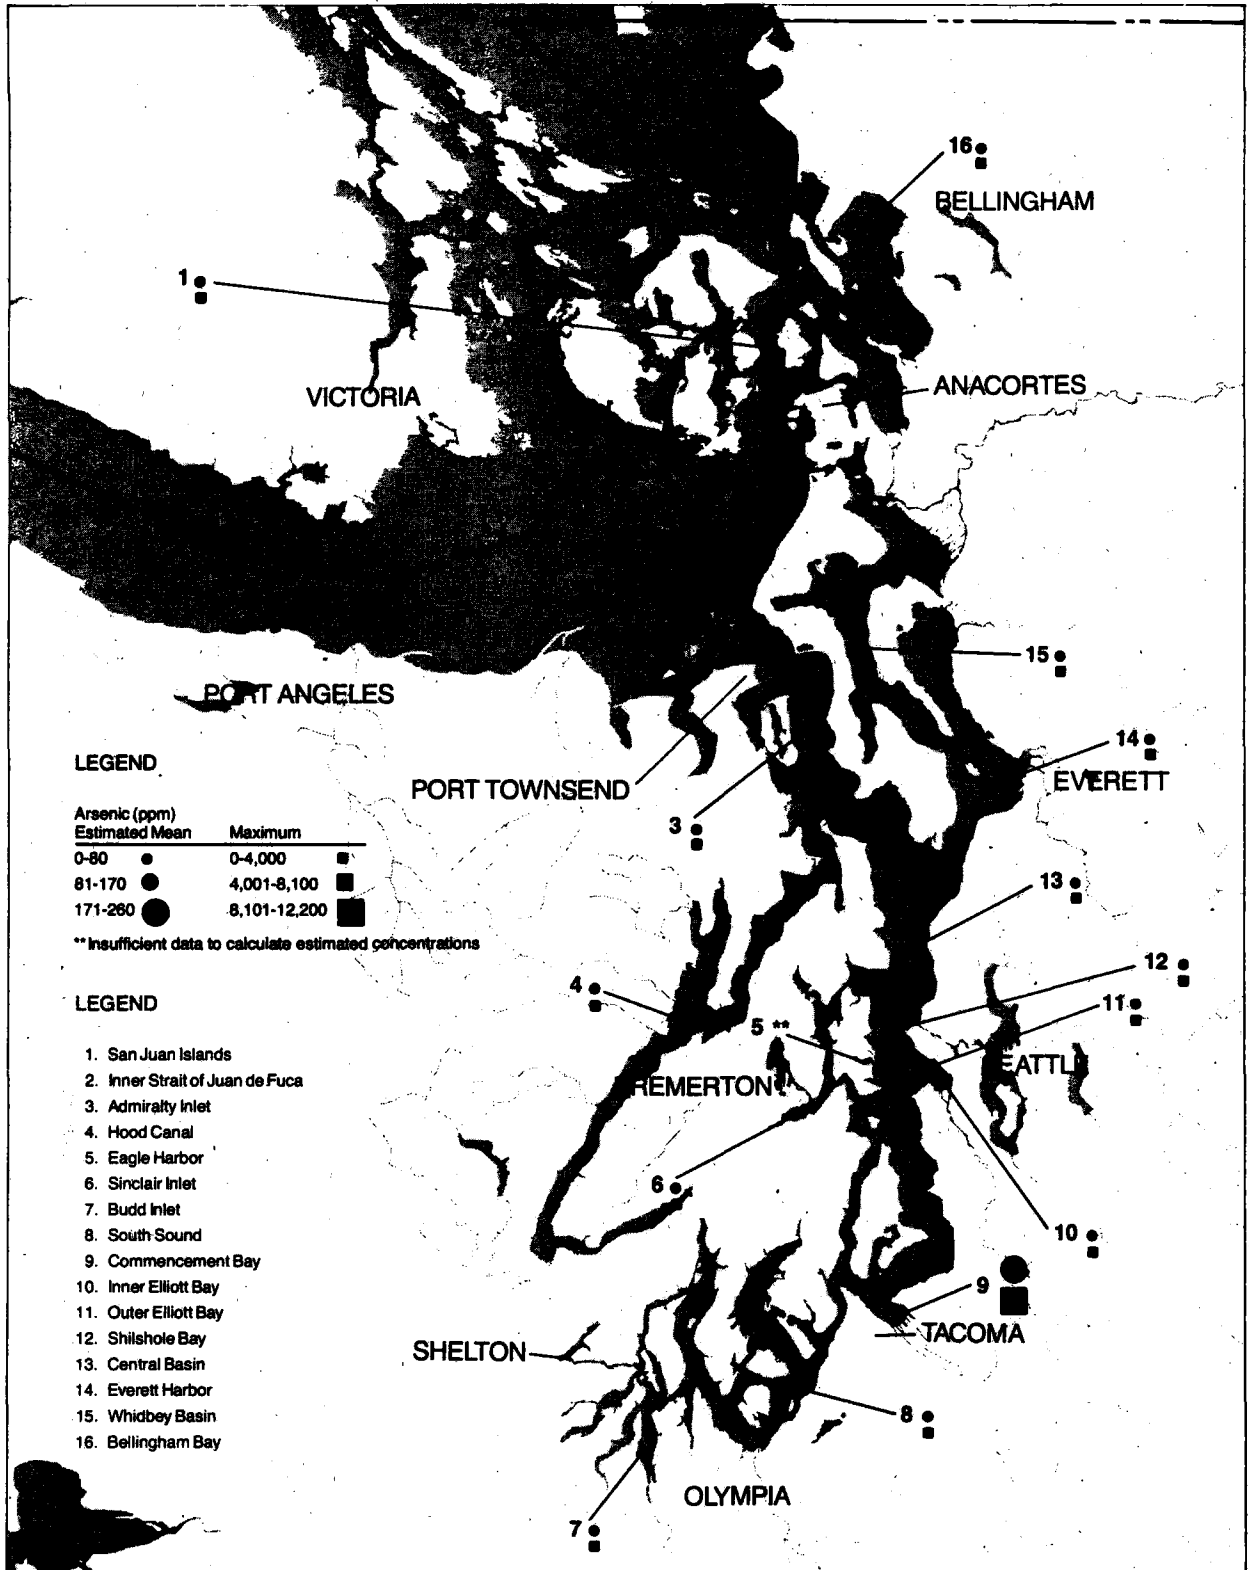 16
BELLINGHAM
1
VICTORIA
ANACORTES
15
PORT ANGELES
14
EVERETT
PORT TOWNSEND
3
LEGEND
Arsenic (ppm)
Estimated Mean Maximum
0-80 0-4,000
81-170 4,001-8,100
171-260 8,101-12,200
**Insufficient data to calculate estimated concentrations
13
12
11
4
5 **
EATTLE
REMERTON
6
10
9
TACOMA
SHELTON
8
OLYMPIA
7
LEGEND
1. San Juan Islands
2. Inner Strait of Juan de Fuca
3. Admiralty Inlet
4. Hood Canal
5. Eagle Harbor
6. Sinclair Inlet
7. Budd Inlet
8. South Sound
9. Commencement Bay
10. Inner Elliott Bay
11. Outer Elliott Bay
12. Shilshole Bay
13. Central Basin
14. Everett Harbor
15. Whidbey Basin
16. Bellingham Bay